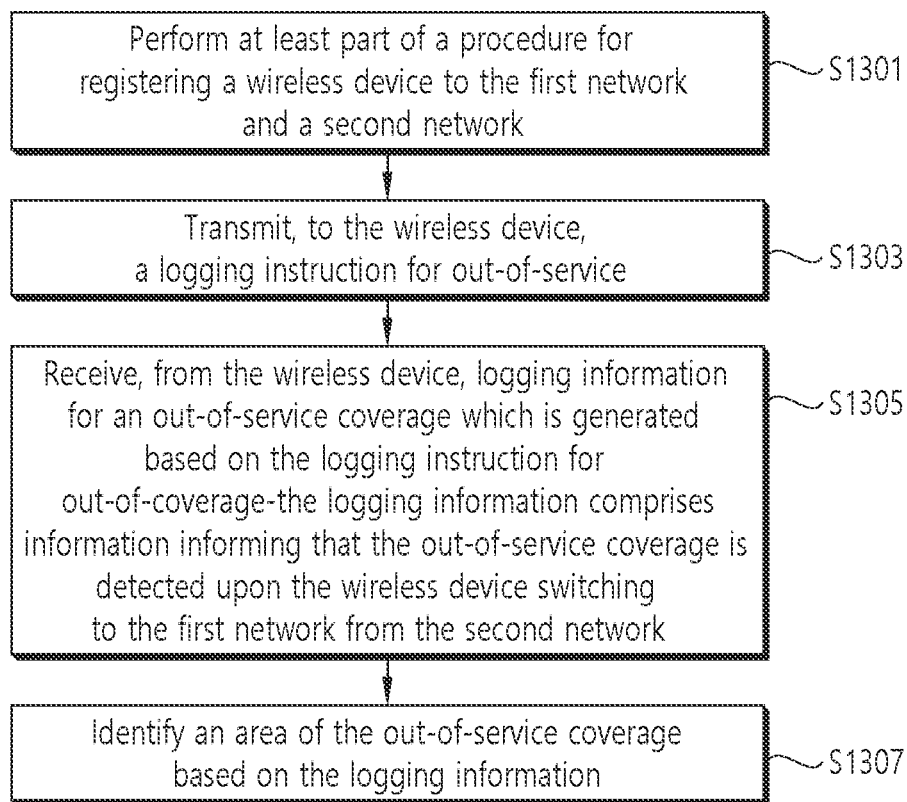 Perform at least part of a procedure for
registering a wireless device to the first network
and a second network
S1301
Transmit, to the wireless device,
a logging instruction for out-of-service
S1303
Receive, from the wireless device, logging information
for an out-of-service coverage which is generated
based on the logging instruction for
out-of-coverage-the logging information comprises
information informing that the out-of-service coverage is
detected upon the wireless device switching
to the first network from the second network
S1305
Identify an area of the out-of-service coverage
based on the logging information
S1307